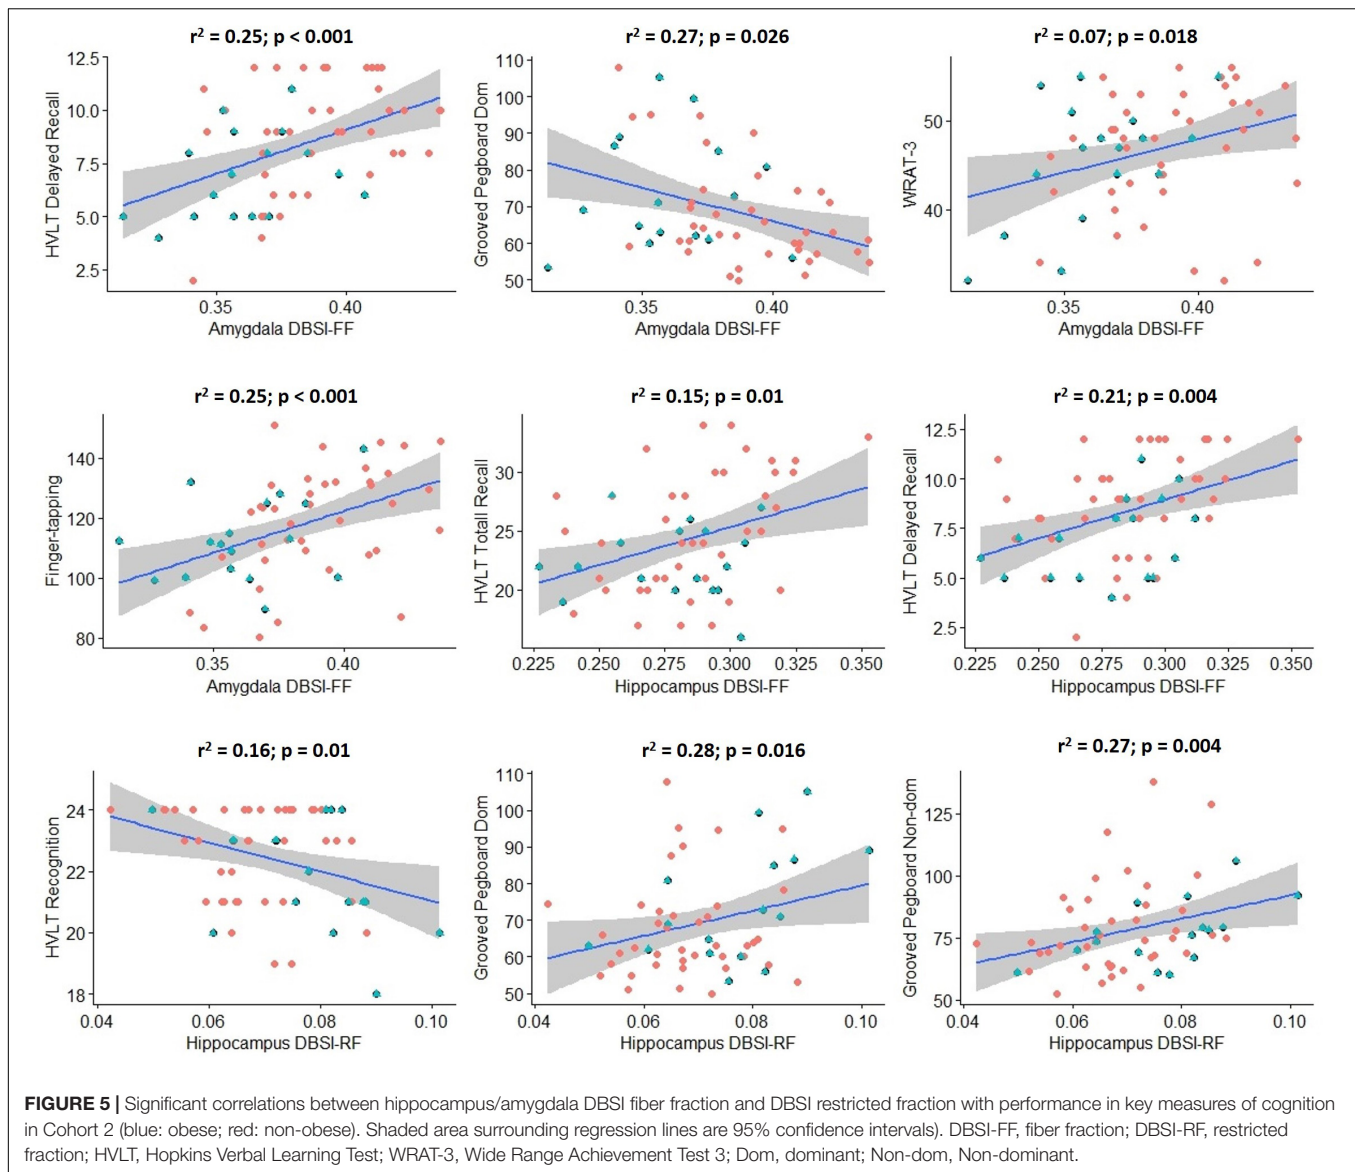 r² = 0.25; p < 0.001
HVLT Delayed Recall
12.5
10.0
7.5
5.0
2.5
0.35
0.40
Amygdala DBSI-FF
r² = 0.27; p = 0.026
Grooved Pegboard Dom
110
100
90
80
70
60
50
0.35
0.40
Amygdala DBSI-FF
r² = 0.07; p = 0.018
WRAT-3
50
40
0.35
0.40
Amygdala DBSI-FF
r² = 0.25; p < 0.001
Finger-tapping
140
120
100
80
0.35
0.40
Amygdala DBSI-FF
r² = 0.15; p = 0.01
HVLT Totall Recall
30
25
20
0.225
0.250
0.275
0.300
0.325
0.350
Hippocampus DBSI-FF
r² = 0.21; p = 0.004
HVLT Delayed Recall
12.5
10.0
7.5
5.0
2.5
0.225
0.250
0.275
0.300
0.325
0.350
Hippocampus DBSI-FF
r² = 0.16; p = 0.01
HVLT Recognition
24
22
20
18
0.04
0.06
0.08
0.10
Hippocampus DBSI-RF
r² = 0.28; p = 0.016
Grooved Pegboard Dom
110
100
90
80
70
60
50
0.04
0.06
0.08
0.10
Hippocampus DBSI-RF
r² = 0.27; p = 0.004
Grooved Pegboard Non-dom
125
100
75
50
0.04
0.06
0.08
0.10
Hippocampus DBSI-RF
FIGURE 5 | Significant correlations between hippocampus/amygdala DBSI fiber fraction and DBSI restricted fraction with performance in key measures of cognition
in Cohort 2 (blue: obese; red: non-obese). Shaded area surrounding regression lines are 95% confidence intervals). DBSI-FF, fiber fraction; DBSI-RF, restricted
fraction; HVLT, Hopkins Verbal Learning Test; WRAT-3, Wide Range Achievement Test 3; Dom, dominant; Non-dom, Non-dominant.